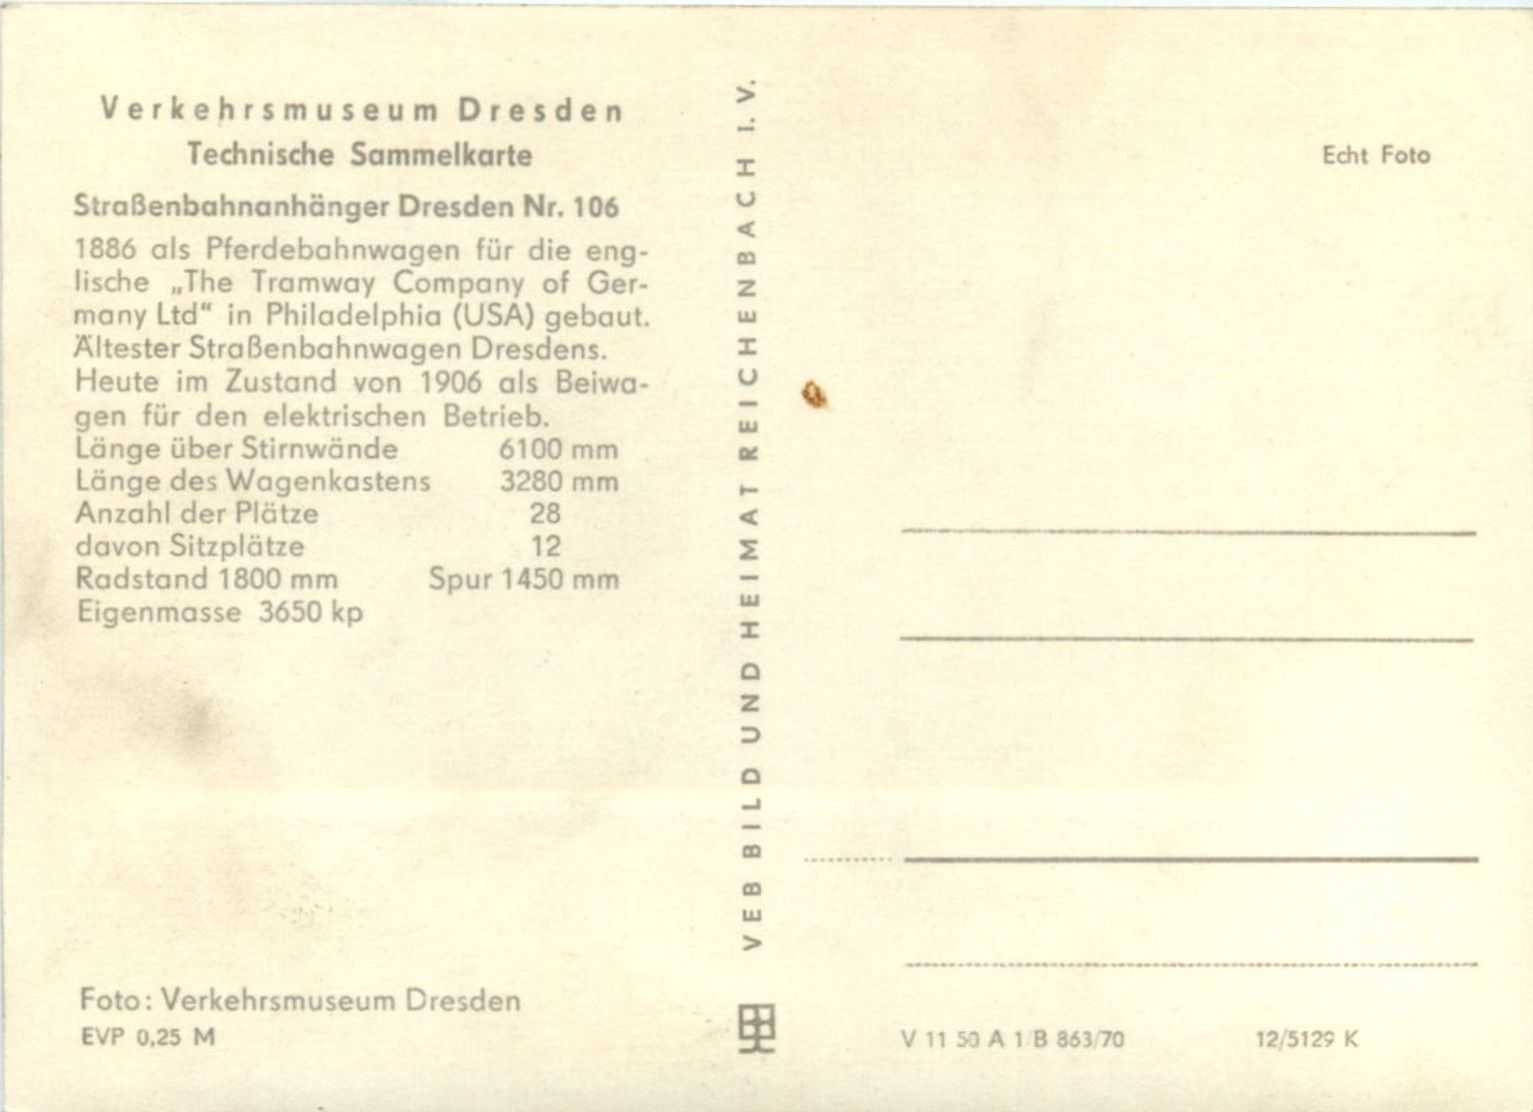 Verkehrsmuseum Dresden
Technische Sammelkarte
Straßenbahnanhänger Dresden Nr. 106
1886 als Pferdebahnwagen für die eng-
lische „The Tramway Company of Ger-
many Ltd“ in Philadelphia (USA) gebaut.
Ältester Straßenbahnwagen Dresdens.
Heute im Zustand von 1906 als Beiwa-
gen für den elektrischen Betrieb.
Länge über Stirnwände 6100 mm
Länge des Wagenkastens 3280 mm
Anzahl der Plätze 28
davon Sitzplätze 12
Radstand 1800 mm Spur 1450 mm
Eigenmasse 3650 kp
Foto: Verkehrsmuseum Dresden
EVP 0,25 M
VEB BILD UND HEIMAT REICHENBACH I. V.
Echt Foto
V 11 50 A 1/B 863/70 12/5129 K